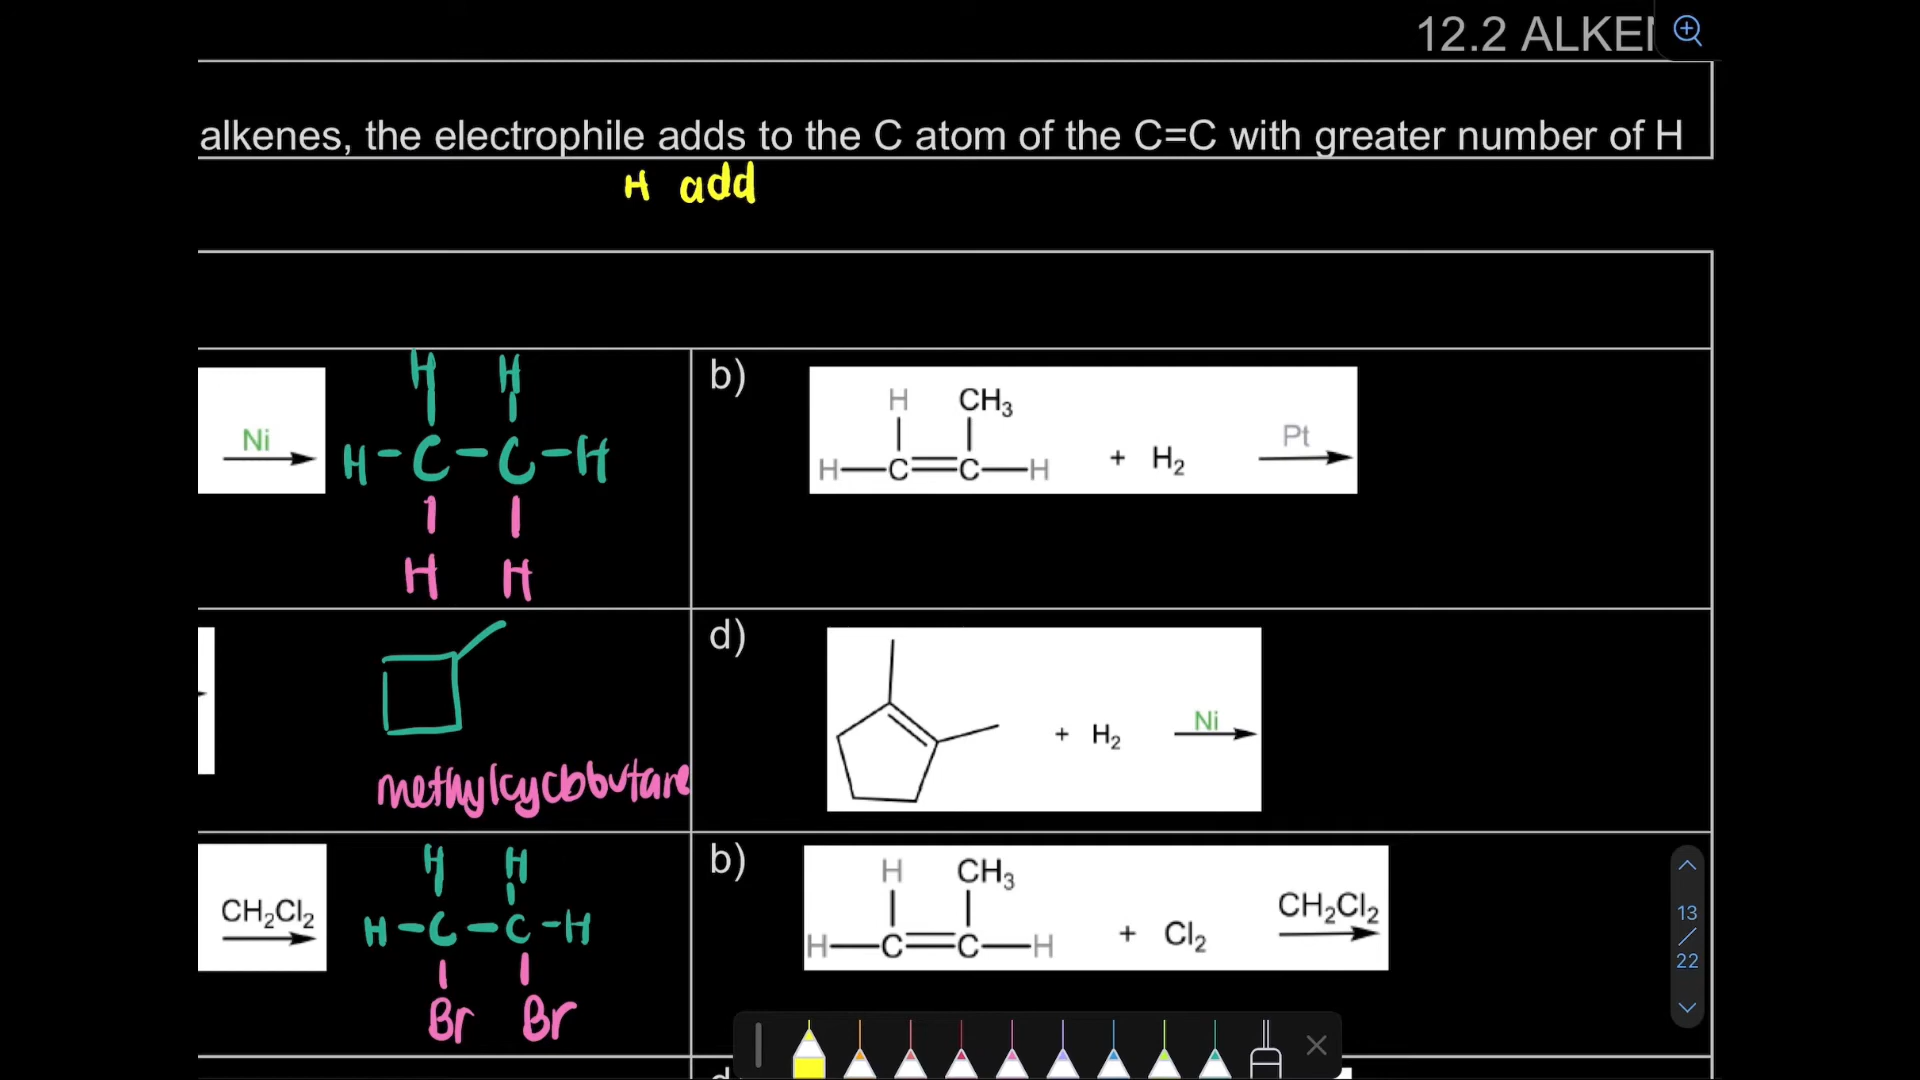 12.2 ALKE
alkenes, the electrophile adds to the C atom of the C=C with greater number of H
H add
H H
Ni
H-C-C-H
H H
b)
H CH₃
H C=C H + H₂ Pt
methylcyclobutane
d)
+ H₂ Ni
H H
CH₂Cl₂
H-C-C-H
Br Br
b)
H CH₃
H C=C H + Cl₂ CH₂Cl₂
13
22